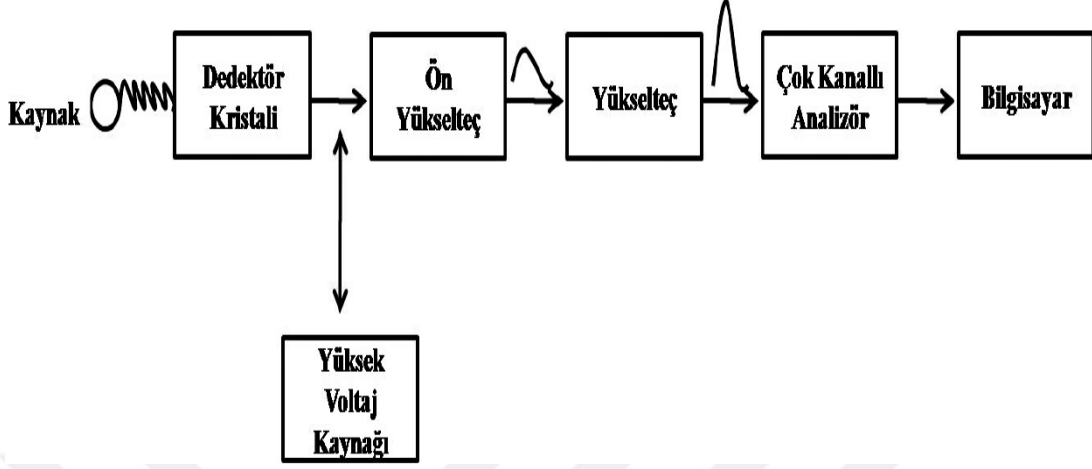 Kaynak
Dedektör
Kristali
Ön
Yükselteç
Yükselteç
Çok Kanallı
Analizör
Bilgisayar
Yüksek
Voltaj
Kaynağı